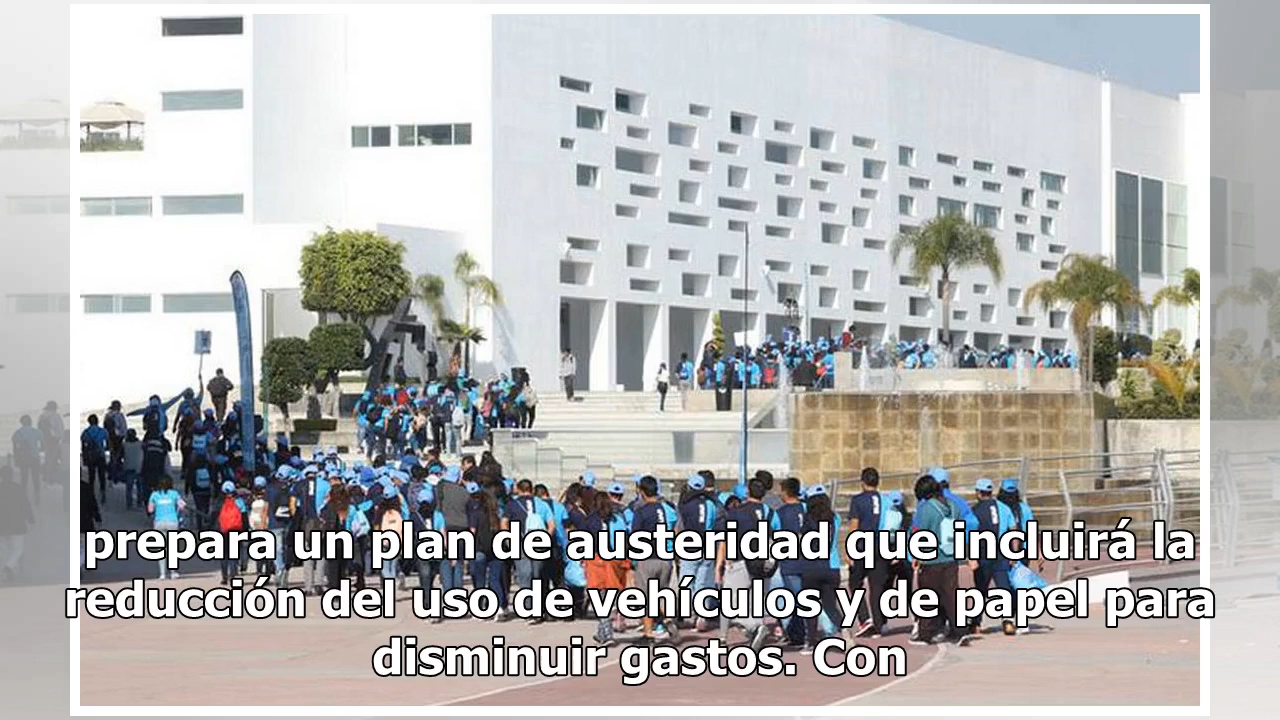 prepara un plan de austeridad que incluirá la
reducción del uso de vehículos y de papel para
disminuir gastos. Con